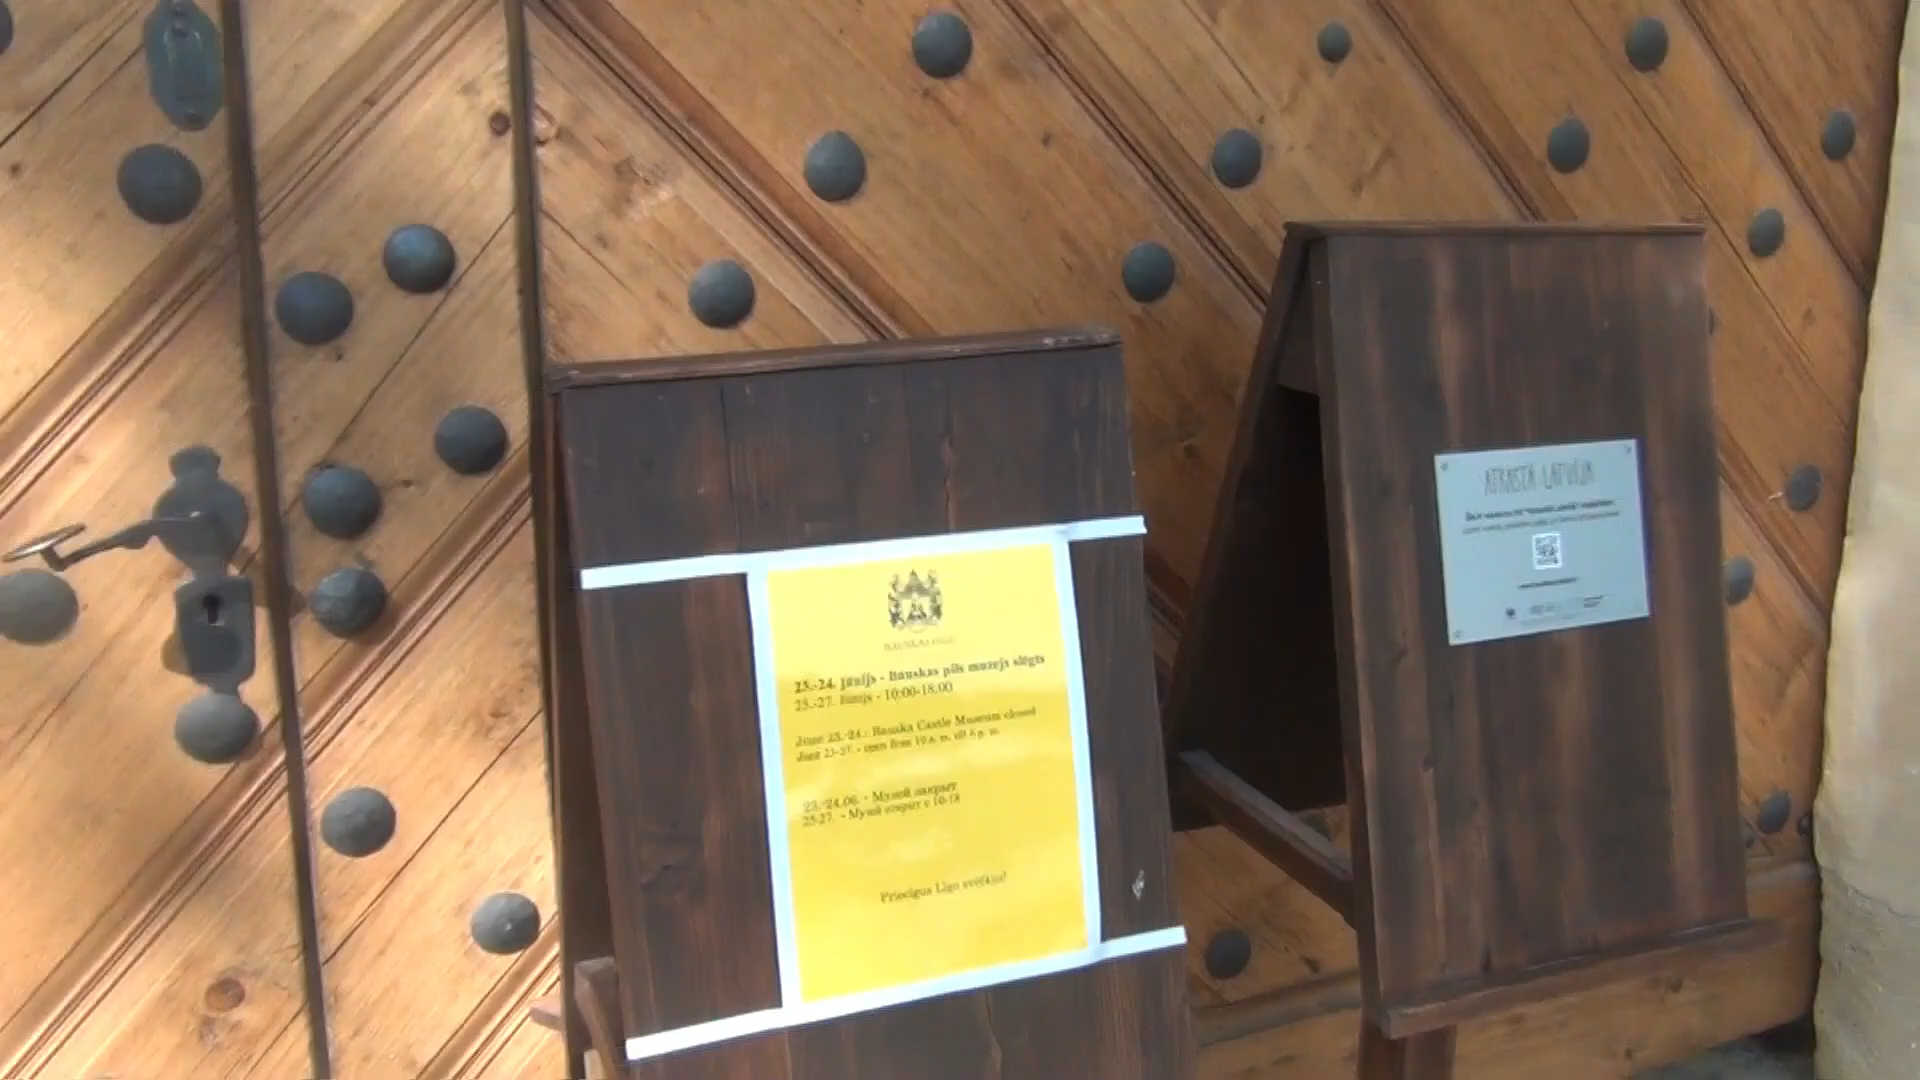 BAUSKAS PILS
23.-24. jūnijs - Bauskas pils muzejs slēgts
25.-27. jūnijs - 10:00-18:00
June 23.-24.: Bauska Castle Museum closed
June 25-27. - open from 10 a. m. till 6 p. m.
23.-24.06. - Музей закрыт
25-27. - Музей открыт с 10-18
Priecīgus Līgo svētkus!
ATRASTĀ LATVIJA